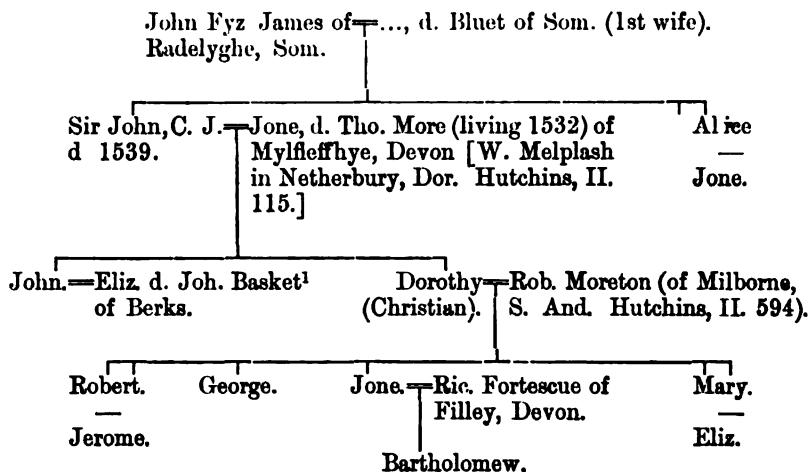 John Fyz James of=..., d. Bluet of Som. (1st wife).
Radelyghe, Som.
Sir John, C. J.=Jone, d. Tho. More (living 1532) of
d 1539.
Mylfleffhye, Devon [W. Melplash
in Netherbury, Dor. Hutchins, II.
115.]
Alice
—
Jone.
John.=Eliz. d. Joh. Basket¹
of Berks.
Dorothy=Rob. Moreton (of Milborne,
(Christian). S. And. Hutchins, II. 594).
Robert.
—
Jerome.
George.
Jone.=Ric. Fortescue of
Filley, Devon.
Mary.
—
Eliz.
Bartholomew.